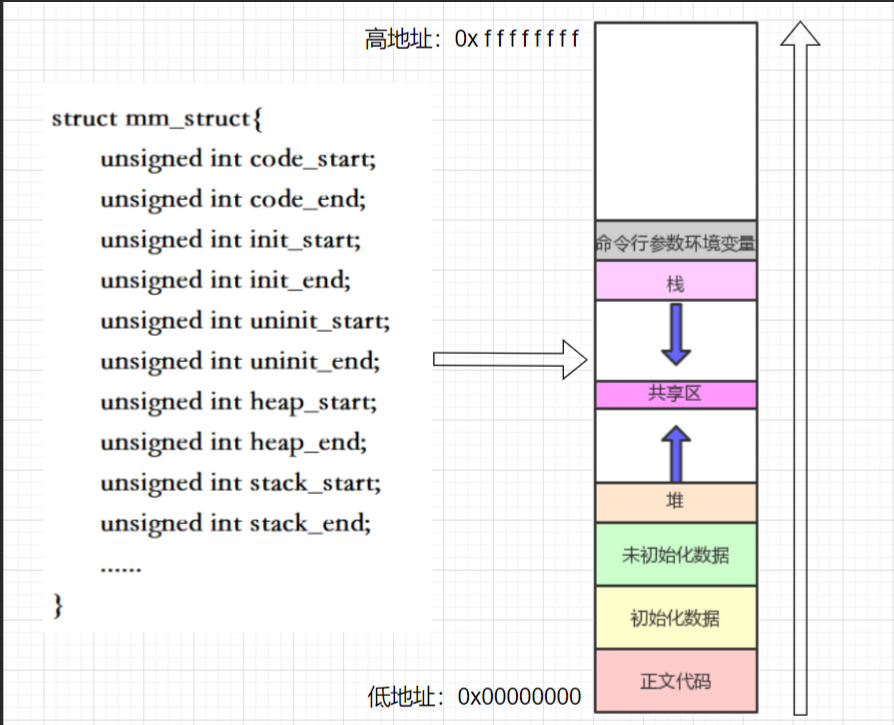 高地址：0x f f f f f f f f
struct mm_struct{
unsigned int code_start;
unsigned int code_end;
unsigned int init_start;
unsigned int init_end;
unsigned int uninit_start;
unsigned int uninit_end;
unsigned int heap_start;
unsigned int heap_end;
unsigned int stack_start;
unsigned int stack_end;
......
}
命令行参数环境变量
栈
共享区
堆
未初始化数据
初始化数据
正文代码
低地址：0x00000000